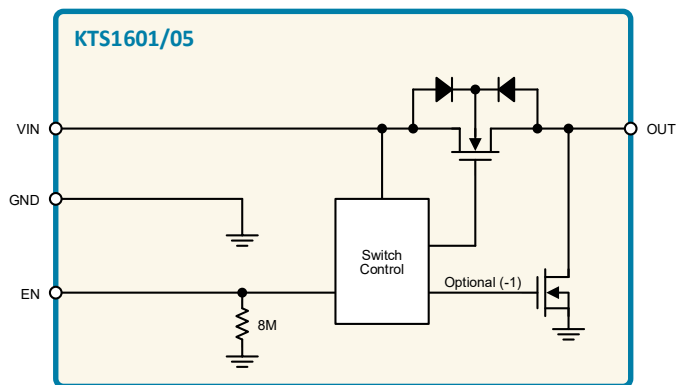 KTS1601/05
VIN
OUT
GND
Switch
Control
Optional (-1)
EN
8M